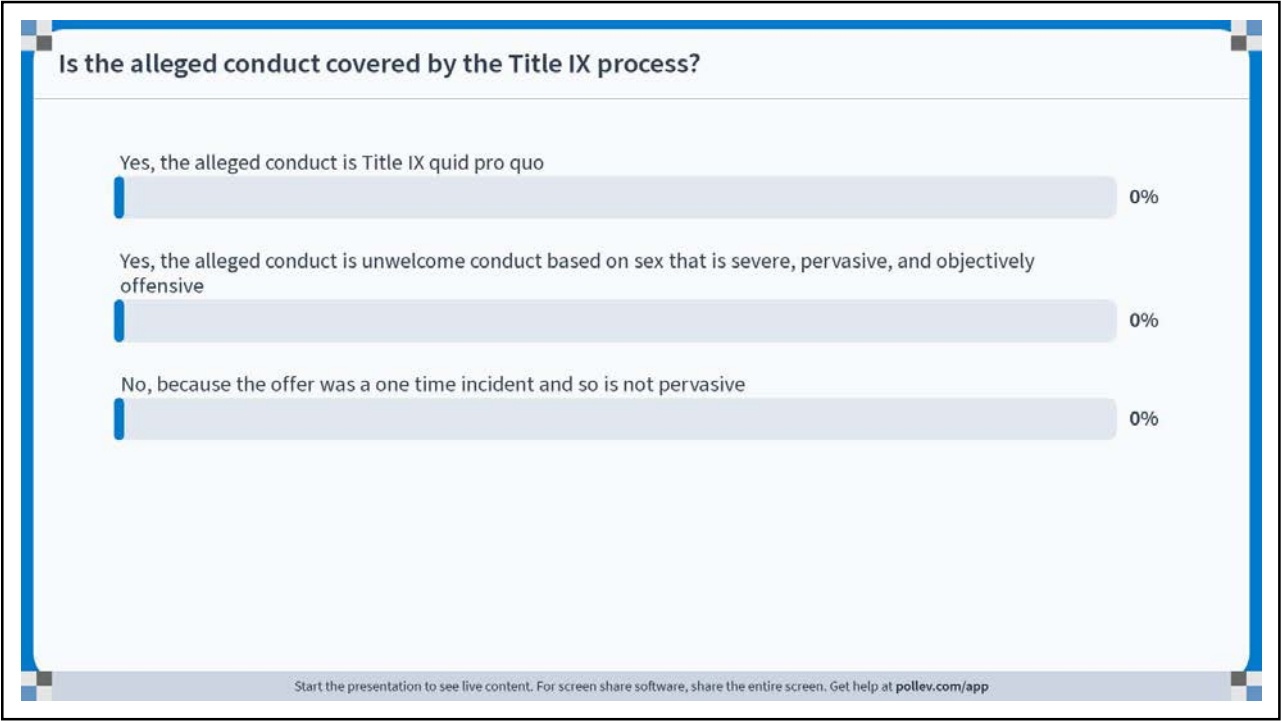 Is the alleged conduct covered by the Title IX process?
Yes, the alleged conduct is Title IX quid pro quo
0%
Yes, the alleged conduct is unwelcome conduct based on sex that is severe, pervasive, and objectively
offensive
0%
No, because the offer was a one time incident and so is not pervasive
0%
Start the presentation to see live content. For screen share software, share the entire screen. Get help at pollev.com/app